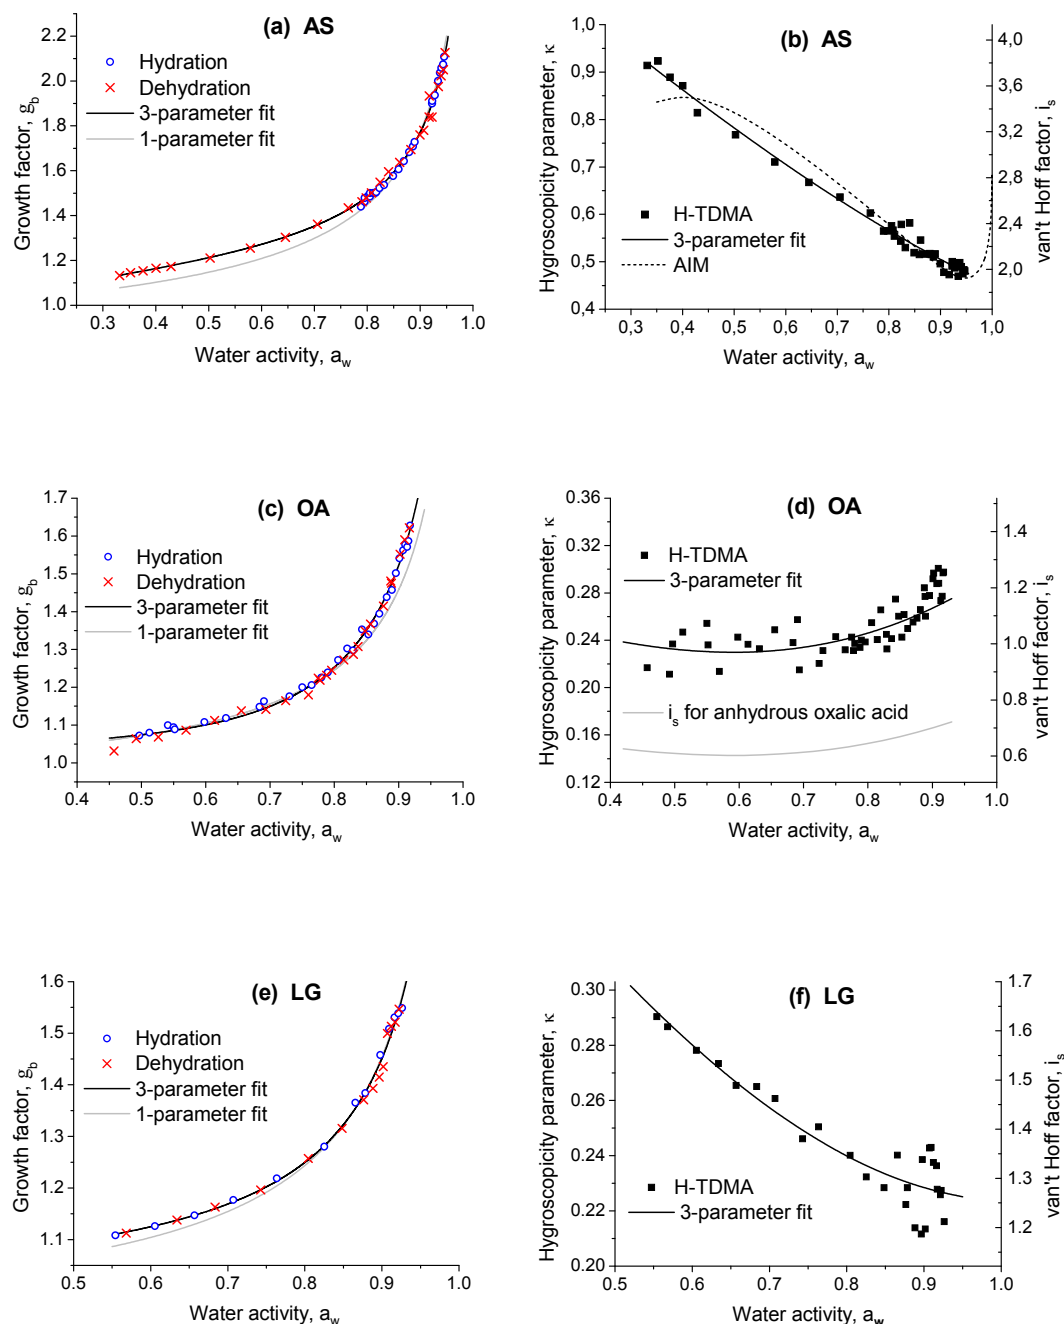 (a) AS
Growth factor, g_b
2.2
2.0
1.8
1.6
1.4
1.2
1.0
Hydration
Dehydration
3-parameter fit
1-parameter fit
0.3 0.4 0.5 0.6 0.7 0.8 0.9 1.0
Water activity, a_w
(b) AS
Hygroscopicity parameter, κ
1,0
0,9
0,8
0,7
0,6
0,5
0,4
H-TDMA
3-parameter fit
AIM
0,3 0,4 0,5 0,6 0,7 0,8 0,9 1,0
Water activity, a_w
4,0
3,6
3,2
2,8
2,4
2,0
van't Hoff factor, i_s
(c) OA
Growth factor, g_b
1.7
1.6
1.5
1.4
1.3
1.2
1.1
1.0
Hydration
Dehydration
3-parameter fit
1-parameter fit
0.4 0.5 0.6 0.7 0.8 0.9 1.0
Water activity, a_w
(d) OA
Hygroscopicity parameter, κ
0.36
0.32
0.28
0.24
0.20
0.16
0.12
H-TDMA
3-parameter fit
i_s for anhydrous oxalic acid
0.4 0.5 0.6 0.7 0.8 0.9 1.0
Water activity, a_w
1.4
1.2
1.0
0.8
0.6
van't Hoff factor, i_s
(e) LG
Growth factor, g_b
1.6
1.5
1.4
1.3
1.2
1.1
Hydration
Dehydration
3-parameter fit
1-parameter fit
0.5 0.6 0.7 0.8 0.9 1.0
Water activity, a_w
(f) LG
Hygroscopicity parameter, κ
0.30
0.28
0.26
0.24
0.22
0.20
H-TDMA
3-parameter fit
0.5 0.6 0.7 0.8 0.9 1.0
Water activity, a_w
1.7
1.6
1.5
1.4
1.3
1.2
van't Hoff factor, i_s